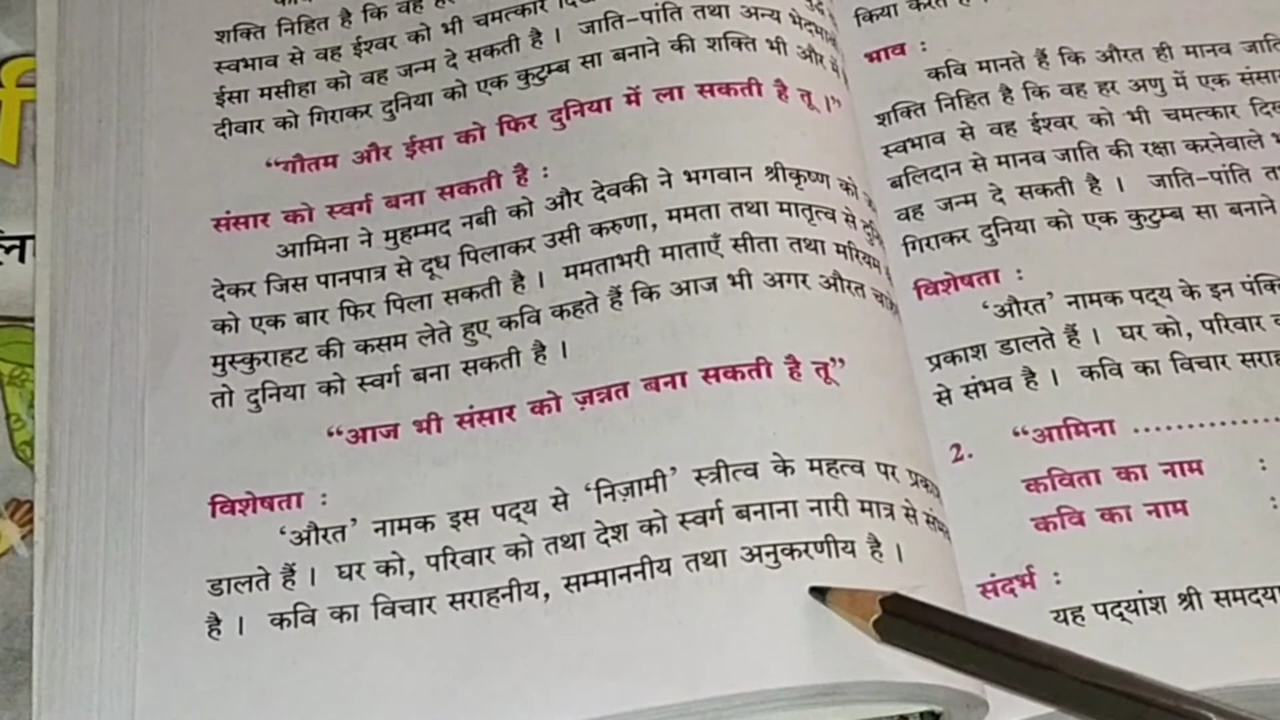 शक्ति निहित है कि वह
स्वभाव से वह ईश्वर को भी चमत्कार
ईसा मसीहा को वह जन्म दे सकती है । जाति-पांति तथा अन्य
दीवार को गिराकर दुनिया को एक कुटुम्ब सा बनाने की शक्ति भी
“गौतम और ईसा को फिर दुनिया में ला सकती है तू ।”
संसार को स्वर्ग बना सकती है :
आमिना ने मुहम्मद नबी को और देवकी ने भगवान श्रीकृष्ण को
देकर जिस पानपात्र से दूध पिलाकर उसी करुणा, ममता तथा मातृत्व से
को एक बार फिर पिला सकती है । ममताभरी माताएँ सीता तथा मरियम
मुस्कुराहट की कसम लेते हुए कवि कहते हैं कि आज भी अगर औरत
तो दुनिया को स्वर्ग बना सकती है ।
“आज भी संसार को ज़न्नत बना सकती है तू”
विशेषता :
‘औरत’ नामक इस पद्य से ‘निज़ामी’ स्त्रीत्व के महत्व पर
डालते हैं । घर को, परिवार को तथा देश को स्वर्ग बनाना नारी मात्र से
है । कवि का विचार सराहनीय, सम्माननीय तथा अनुकरणीय है ।
किया
भाव :
कवि मानते हैं कि औरत ही मानव
शक्ति निहित है कि वह हर अणु में एक
स्वभाव से वह ईश्वर को भी चमत्कार
बलिदान से मानव जाति की रक्षा करनेवाले
वह जन्म दे सकती है । जाति-पांति
गिराकर दुनिया को एक कुटुम्ब सा बनाने
विशेषता :
‘औरत’ नामक पद्य के इन
प्रकाश डालते हैं । घर को, परिवार
से संभव है । कवि का विचार
2. “आमिना ..............
कविता का नाम :
कवि का नाम :
संदर्भ :
यह पद्यांश श्री